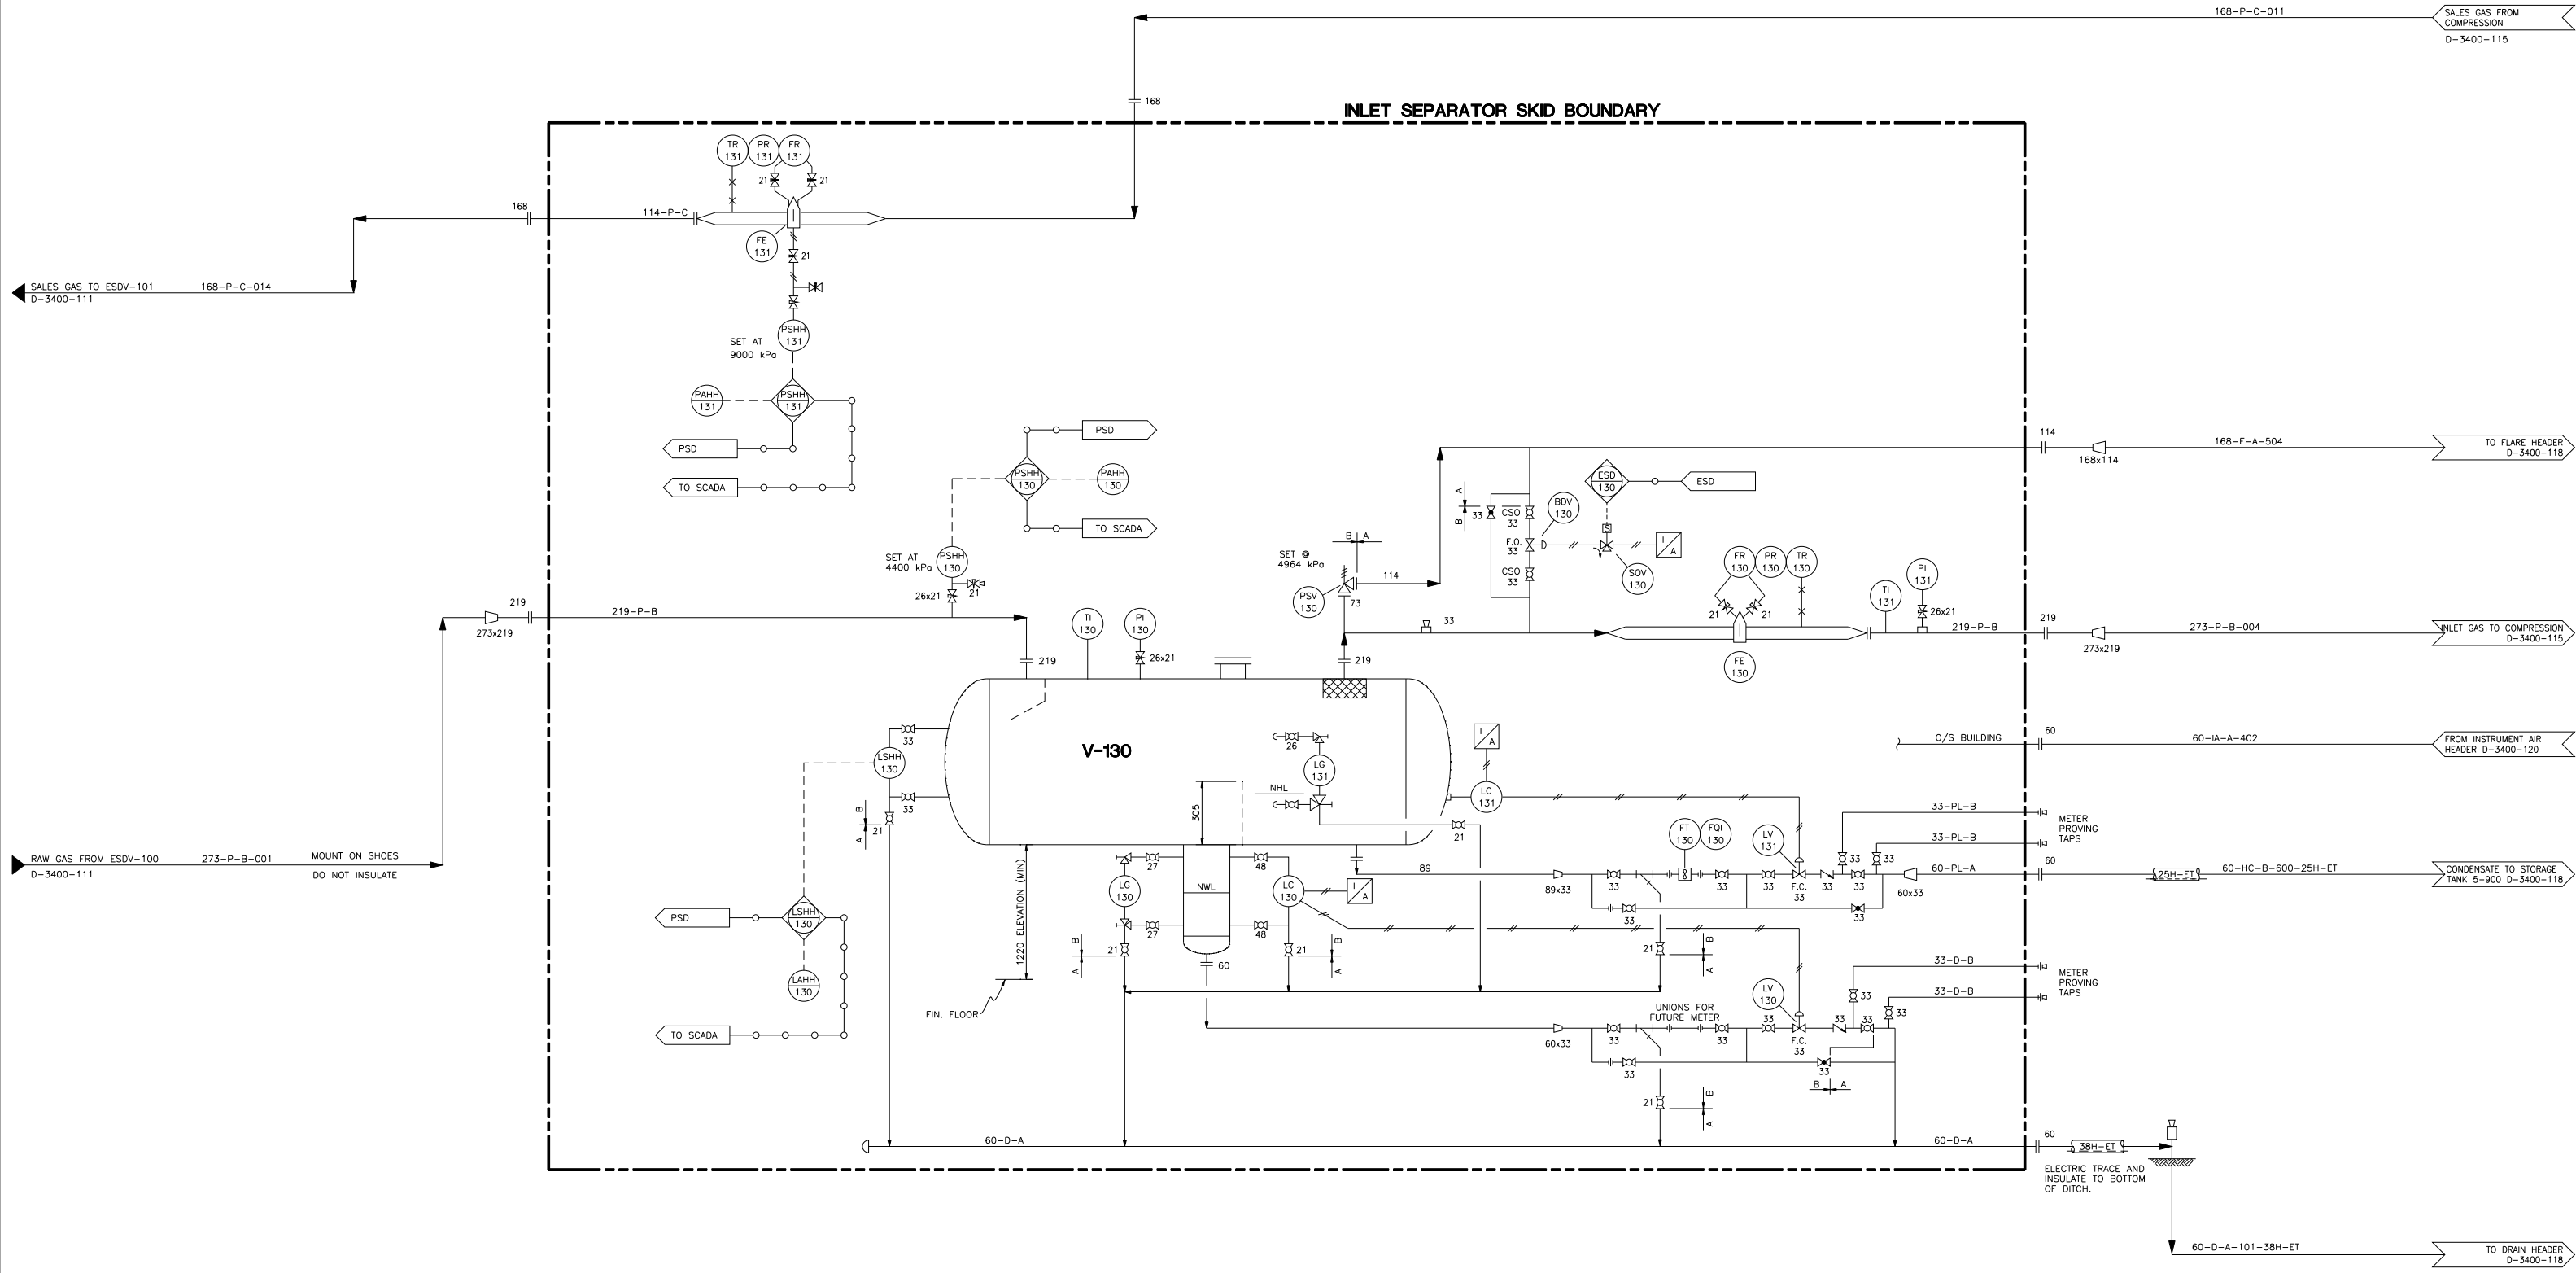 168-P-C-011
SALES GAS FROM
COMPRESSION
D-3400-115
168
INLET SEPARATOR SKID BOUNDARY
TR
131
PR
131
FR
131
21
21
168
114-P-C
FE
131
21
SALES GAS TO ESDV-101
168-P-C-014
D-3400-111
PSHH
131
SET AT
9000 kPa
PAHH
131
PSHH
131
PSD
TO SCADA
PSD
PSHH
130
PAHH
130
TO SCADA
SET AT
4400 kPa
PSHH
130
26x21
21
114
168-F-A-504
TO FLARE HEADER
D-3400-118
168x114
A
B
33
CSO
33
BDV
130
ESD
130
ESD
F.O.
33
S
I
A
CSO
33
SOV
130
B
A
SET @
4964 kPa
PSV
130
73
114
FR
130
PR
130
TR
130
21
21
TI
131
PI
131
26x21
219
273x219
219-P-B
TI
130
PI
130
26x21
219
219
33
FE
130
219-P-B
219
273-P-B-004
273x219
INLET GAS TO COMPRESSION
D-3400-115
O/S BUILDING
60
60-IA-A-402
FROM INSTRUMENT AIR
HEADER D-3400-120
V-130
33
LSHH
130
33
B
A
21
26
LG
131
NHL
305
I
A
LC
131
21
FT
130
FQI
130
LV
131
33-PL-B
33-PL-B
METER
PROVING
TAPS
RAW GAS FROM ESDV-100
273-P-B-001
MOUNT ON SHOES
D-3400-111
DO NOT INSULATE
1220 ELEVATION (MIN)
FIN. FLOOR
LG
130
27
27
NWL
48
48
LC
130
I
A
B
A
21
21
B
A
60
89
89x33
33
33
33
33
33
F.C.
33
33
33
33
33
60x33
60-PL-A
60
25H-ET
60-HC-B-600-25H-ET
CONDENSATE TO STORAGE
TANK 5-900 D-3400-118
21
B
A
PSD
LSHH
130
LAHH
130
TO SCADA
UNIONS FOR
FUTURE METER
LV
130
33-D-B
33-D-B
METER
PROVING
TAPS
60x33
33
33
33
33
F.C.
33
33
33
33
33
33
B
A
21
B
A
60-D-A
60-D-A
60
38H-ET
ELECTRIC TRACE AND
INSULATE TO BOTTOM
OF DITCH.
60-D-A-101-38H-ET
TO DRAIN HEADER
D-3400-118